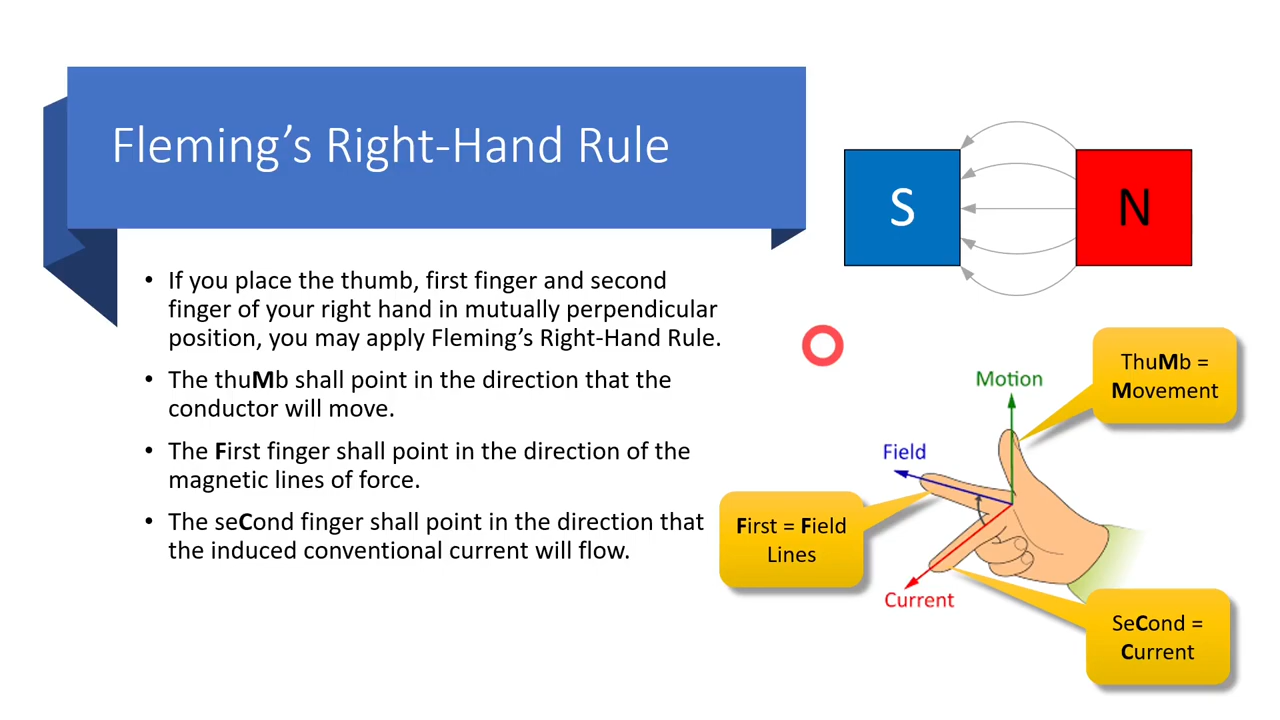 Fleming’s Right-Hand Rule
• If you place the thumb, first finger and second
finger of your right hand in mutually perpendicular
position, you may apply Fleming’s Right-Hand Rule.
• The thuMb shall point in the direction that the
conductor will move.
• The First finger shall point in the direction of the
magnetic lines of force.
• The seCond finger shall point in the direction that
the induced conventional current will flow.
S
N
ThuMb =
Movement
Motion
Field
First = Field
Lines
Current
SeCond =
Current